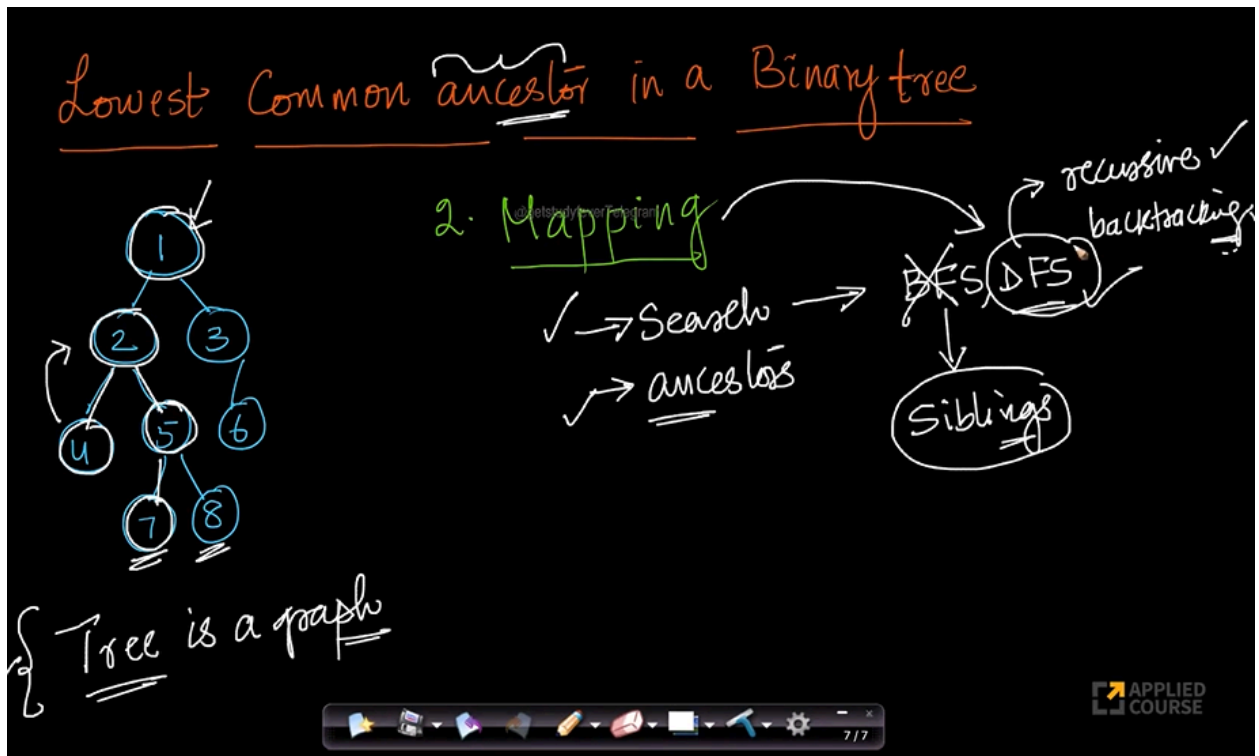 Lowest Common ancestor in a Binary tree
recursive
backtracking
2. Mapping
@getstudyfeverTelegram
BFS, DFS
→ Search →
→ ancestors
Siblings
1
2 3
4 5 6
7 8
{ Tree is a graph
APPLIED
COURSE
7/7